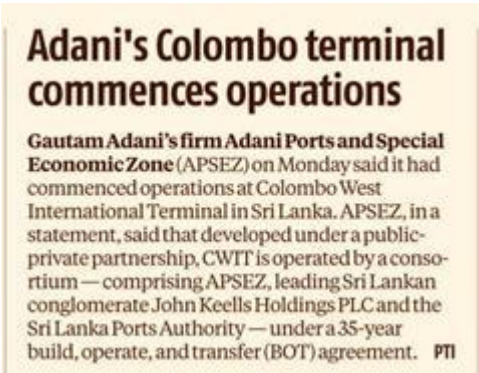 Adani's Colombo terminal
commences operations
Gautam Adani's firm Adani Ports and Special
Economic Zone (APSEZ) on Monday said it had
commenced operations at Colombo West
International Terminal in Sri Lanka. APSEZ, in a
statement, said that developed under a public-
private partnership, CWIT is operated by a conso-
rtium — comprising APSEZ, leading Sri Lankan
conglomerate John Keells Holdings PLC and the
Sri Lanka Ports Authority — under a 35-year
build, operate, and transfer (BOT) agreement. PTI